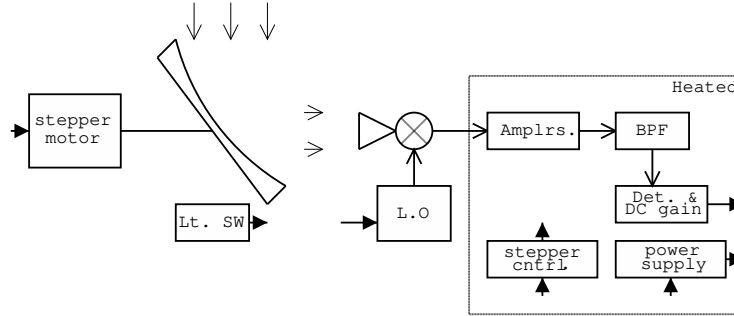 Heated
stepper
motor
Amplrs.
BPF
Lt. SW
L.O
Det. &
DC gain
stepper
cntrl.
power
supply